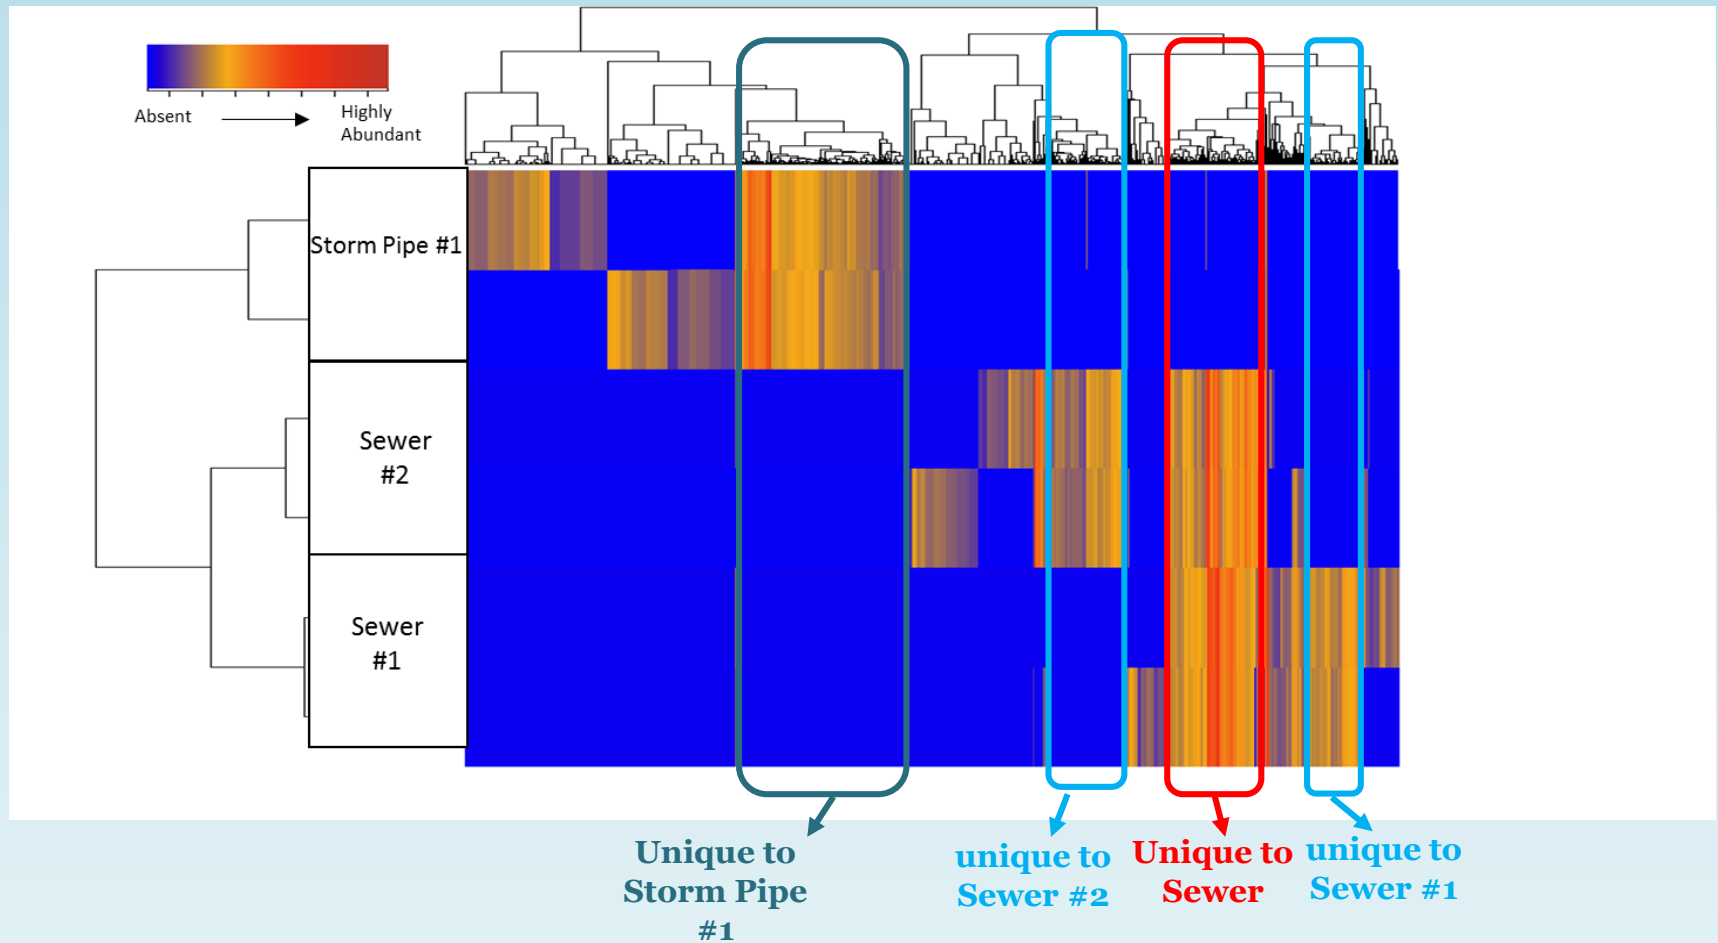 Absent
Highly
Abundant
Storm Pipe #1
Sewer
#2
Sewer
#1
Unique to
Storm Pipe
#1
unique to
Sewer #2
Unique to
Sewer
unique to
Sewer #1